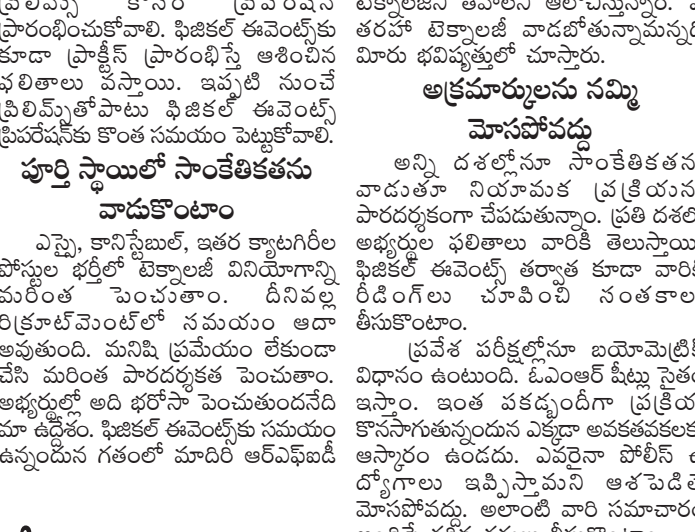 ప్రిలిమ్స్ కోసం ప్రిపరేషన్
ప్రారంభించుకోవాలి. ఫిజికల్ ఈవెంట్స్‌కు
కూడా ప్రాక్టీస్ ప్రారంభిస్తే ఆశించిన
ఫలితాలు వస్తాయి. ఇప్పటి నుంచే
ప్రిలిమ్స్‌తోపాటు ఫిజికల్ ఈవెంట్స్
ప్రిపరేషన్‌కు కొంత సమయం పెట్టుకోవాలి.
పూర్తి స్థాయిలో సాంకేతికతను
వాడుకొంటాం
ఎస్సై, కానిస్టేబుల్, ఇతర క్యాటగిరీల
పోస్టుల భర్తీలో టెక్నాలజీ వినియోగాన్ని
మరింత పెంచుతాం. దీనివల్ల
రిక్రూట్‌మెంట్‌లో సమయం ఆదా
అవుతుంది. మనిషి ప్రమేయం లేకుండా
చేసి మరింత పారదర్శకత పెంచుతాం.
అభ్యర్థుల్లో అది భరోసా పెంచుతుందనేది
మా ఉద్దేశం. ఫిజికల్ ఈవెంట్స్‌కు సమయం
ఉన్నందున గతంలో మాదిరి ఆర్ఎఫ్ఐడీ
టెక్నాలజీని తేవాలని ఆలోచిస్తున్నాం.
తరహా టెక్నాలజీ వాడబోతున్నామన్నది
మీరు భవిష్యత్తులో చూస్తారు.
అక్రమార్కులను నమ్మి
మోసపోవద్దు
అన్ని దశల్లోనూ సాంకేతికతను
వాడుతూ నియామక ప్రక్రియను
పారదర్శకంగా చేపడుతున్నాం. ప్రతి దశలో
అభ్యర్థుల ఫలితాలు వారికి తెలుస్తాయి.
ఫిజికల్ ఈవెంట్స్ తర్వాత కూడా వారికి
రీడింగ్‌లు చూపించి సంతకాలు
తీసుకొంటాం.
ప్రవేశ పరీక్షల్లోనూ బయోమెట్రిక్
విధానం ఉంటుంది. ఓఎంఆర్ షీట్లు సైతం
ఇస్తాం. ఇంత పకడ్బందీగా ప్రక్రియ
కొనసాగుతున్నందున ఎక్కడా అవకతవకలకు
ఆస్కారం ఉండదు. ఎవరైనా పోలీస్ ఉ
ద్యోగాలు ఇప్పిస్తామని ఆశపెడితే
మోసపోవద్దు. అలాంటి వారి సమాచారం